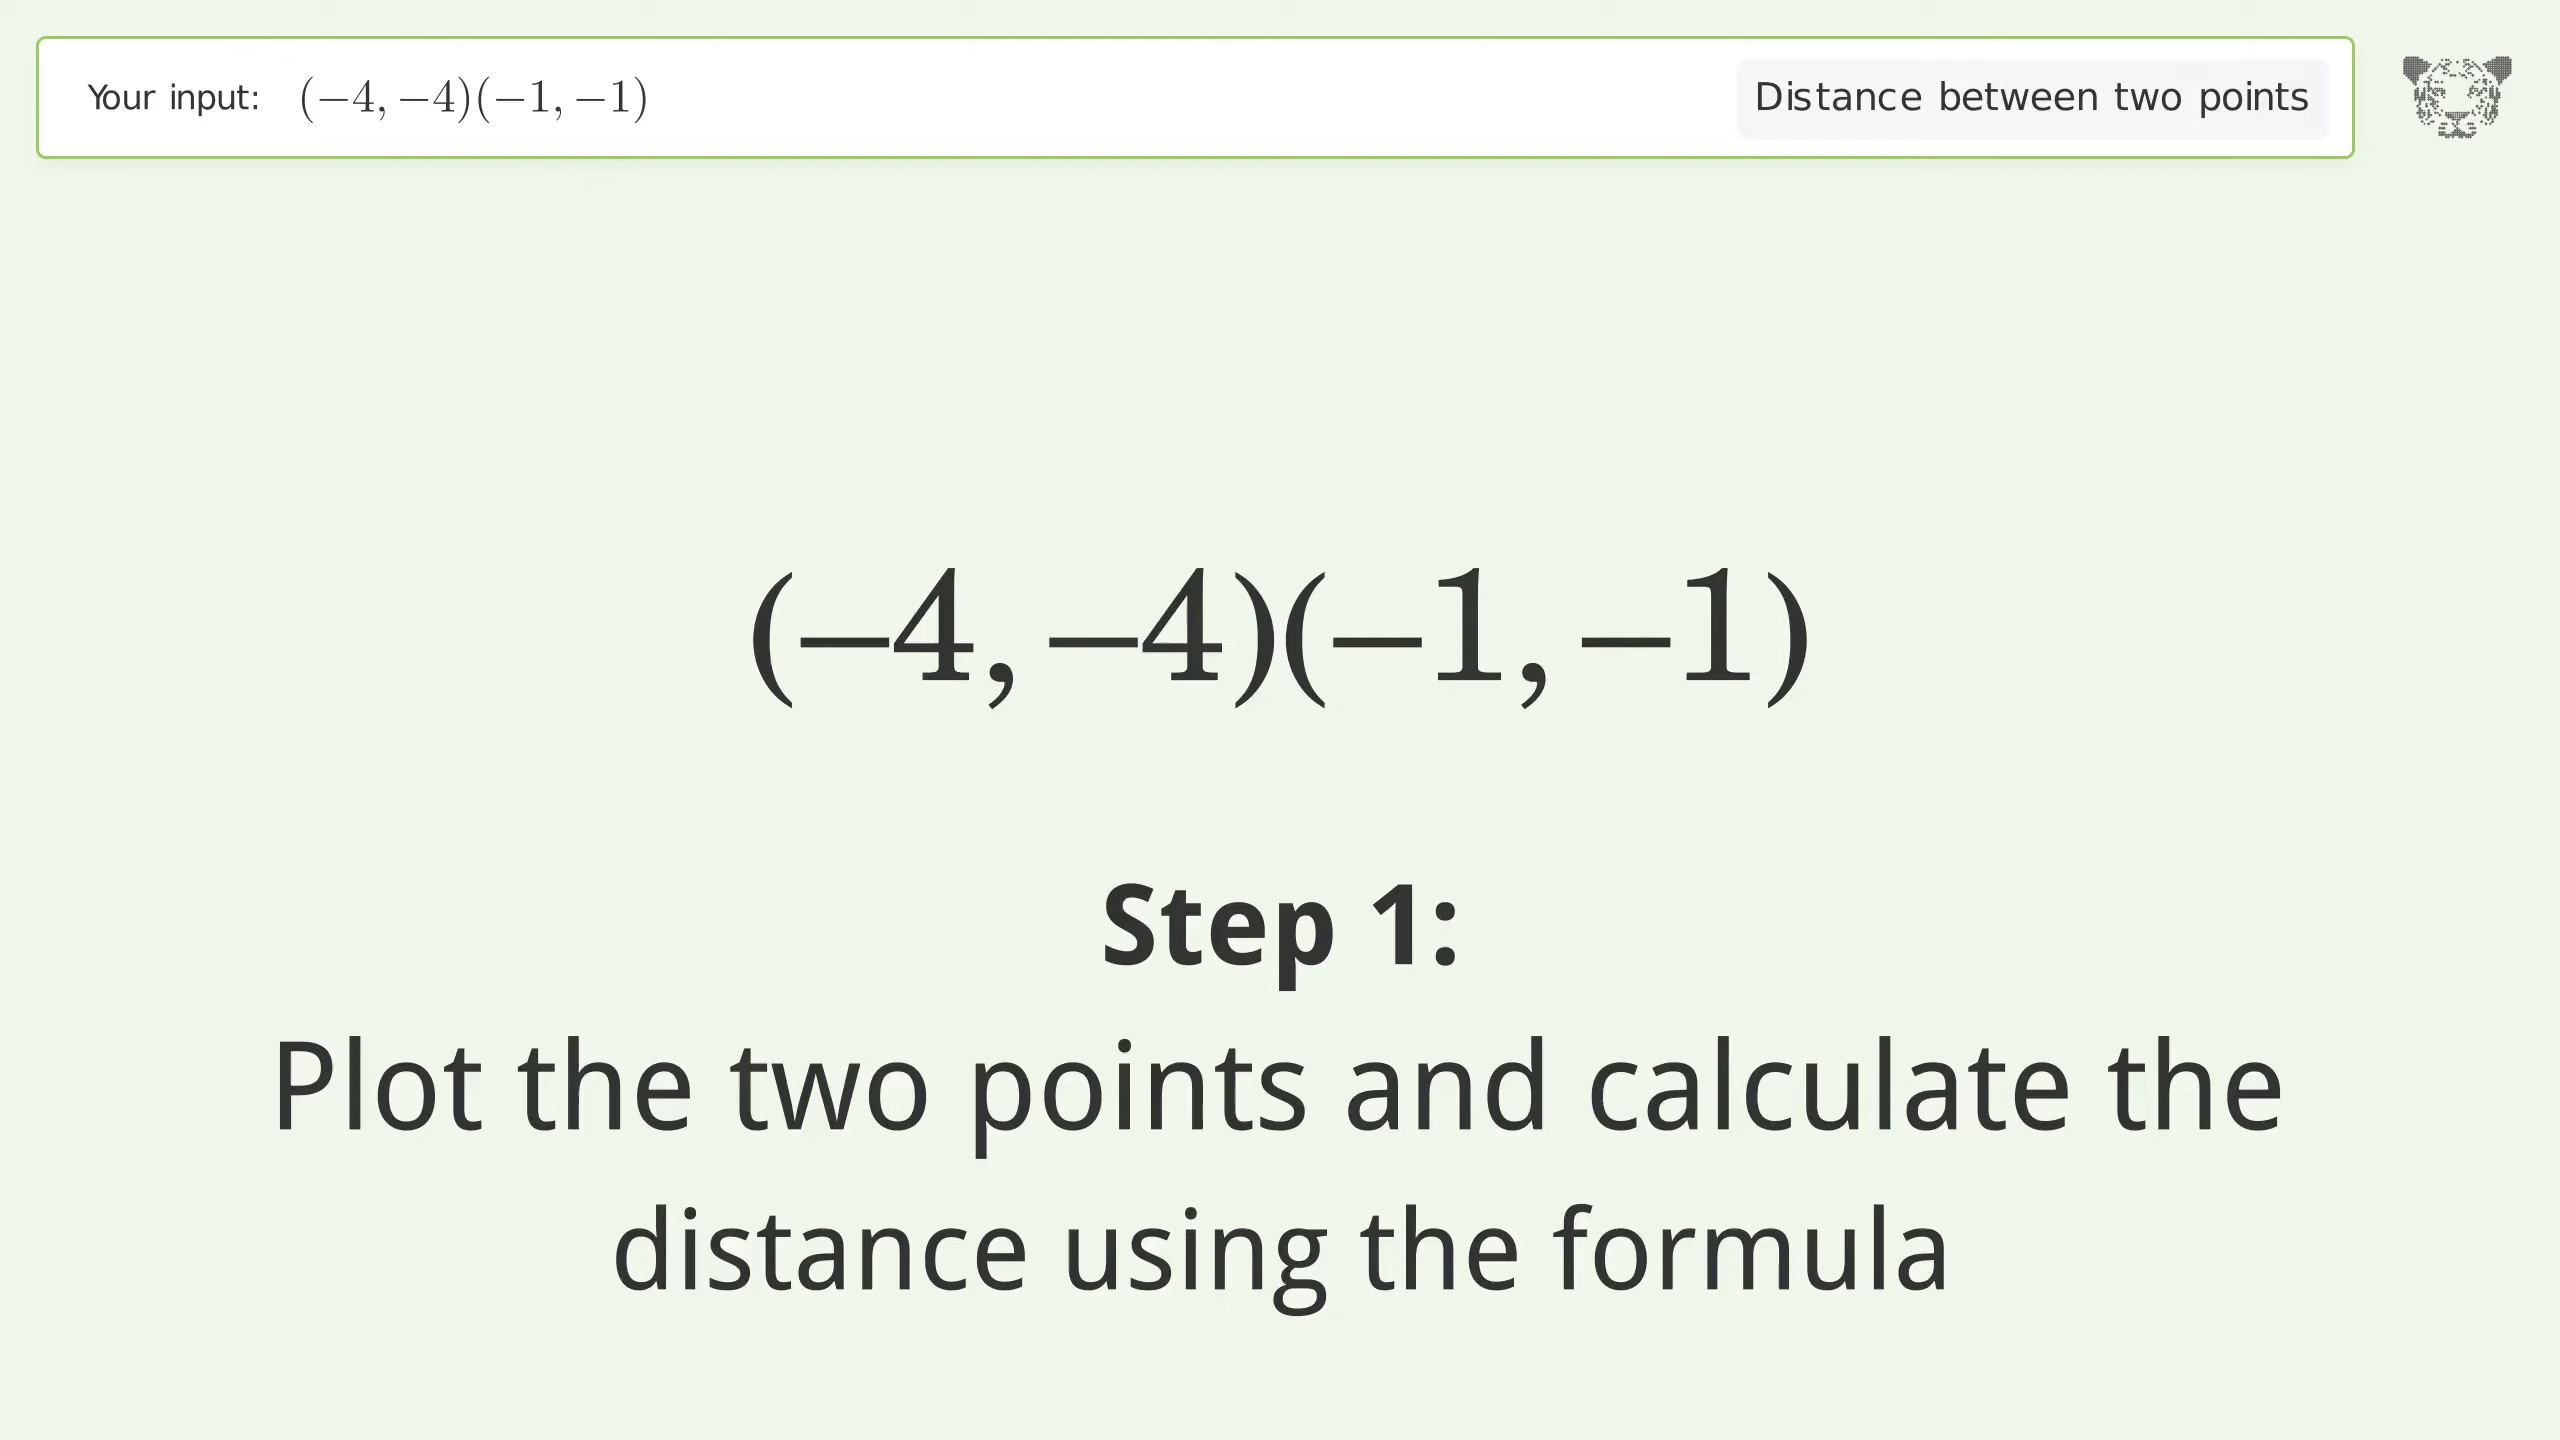 Your input: (−4, −4)(−1, −1)
Distance between two points
(−4, −4)(−1, −1)
Step 1:
Plot the two points and calculate the
distance using the formula